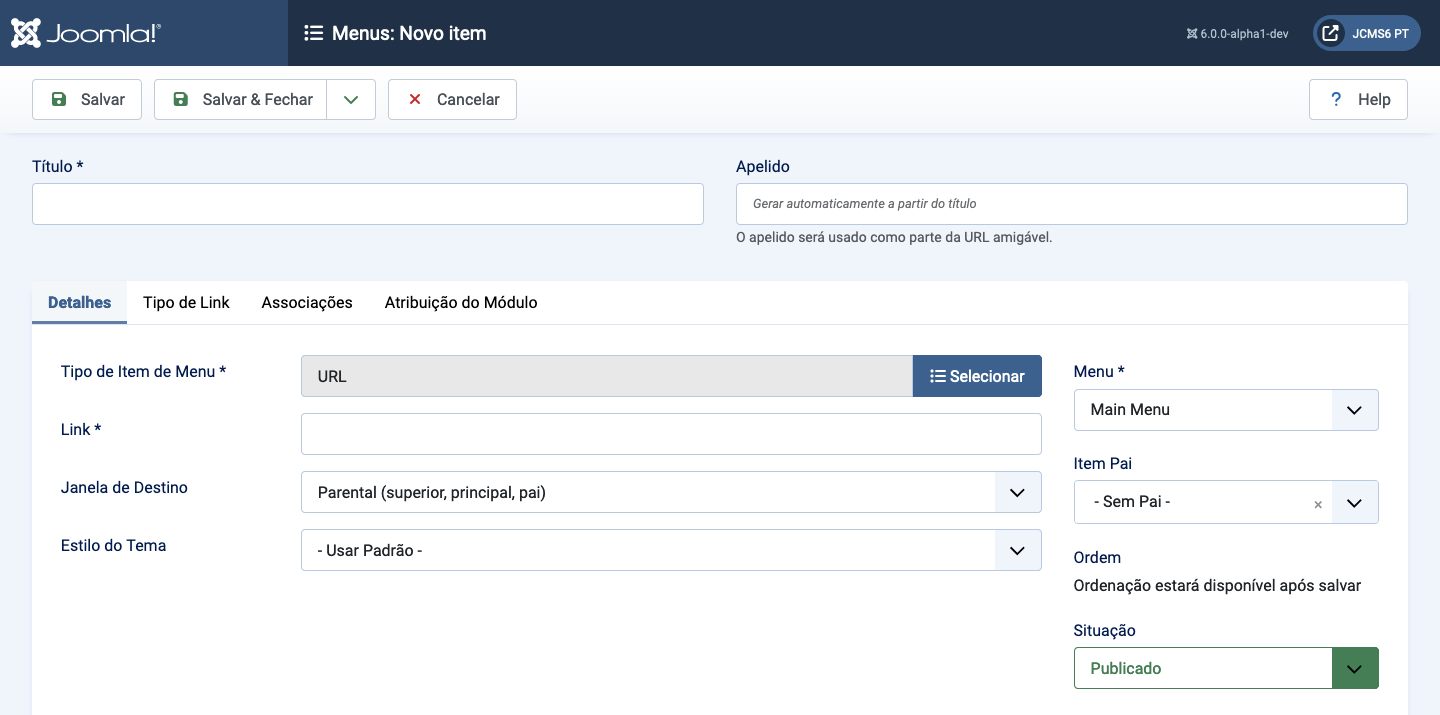 Joomla!®
Menus: Novo item
6.0.0-alpha1-dev
JCMS6 PT
Salvar
Salvar & Fechar
Cancelar
? Help
Título *
Apelido
Gerar automaticamente a partir do título
O apelido será usado como parte da URL amigável.
Detalhes
Tipo de Link
Associações
Atribuição do Módulo
Tipo de Item de Menu *
URL
Selecionar
Link *
Janela de Destino
Parental (superior, principal, pai)
Estilo do Tema
- Usar Padrão -
Menu *
Main Menu
Item Pai
- Sem Pai - ×
Ordem
Ordenação estará disponível após salvar
Situação
Publicado